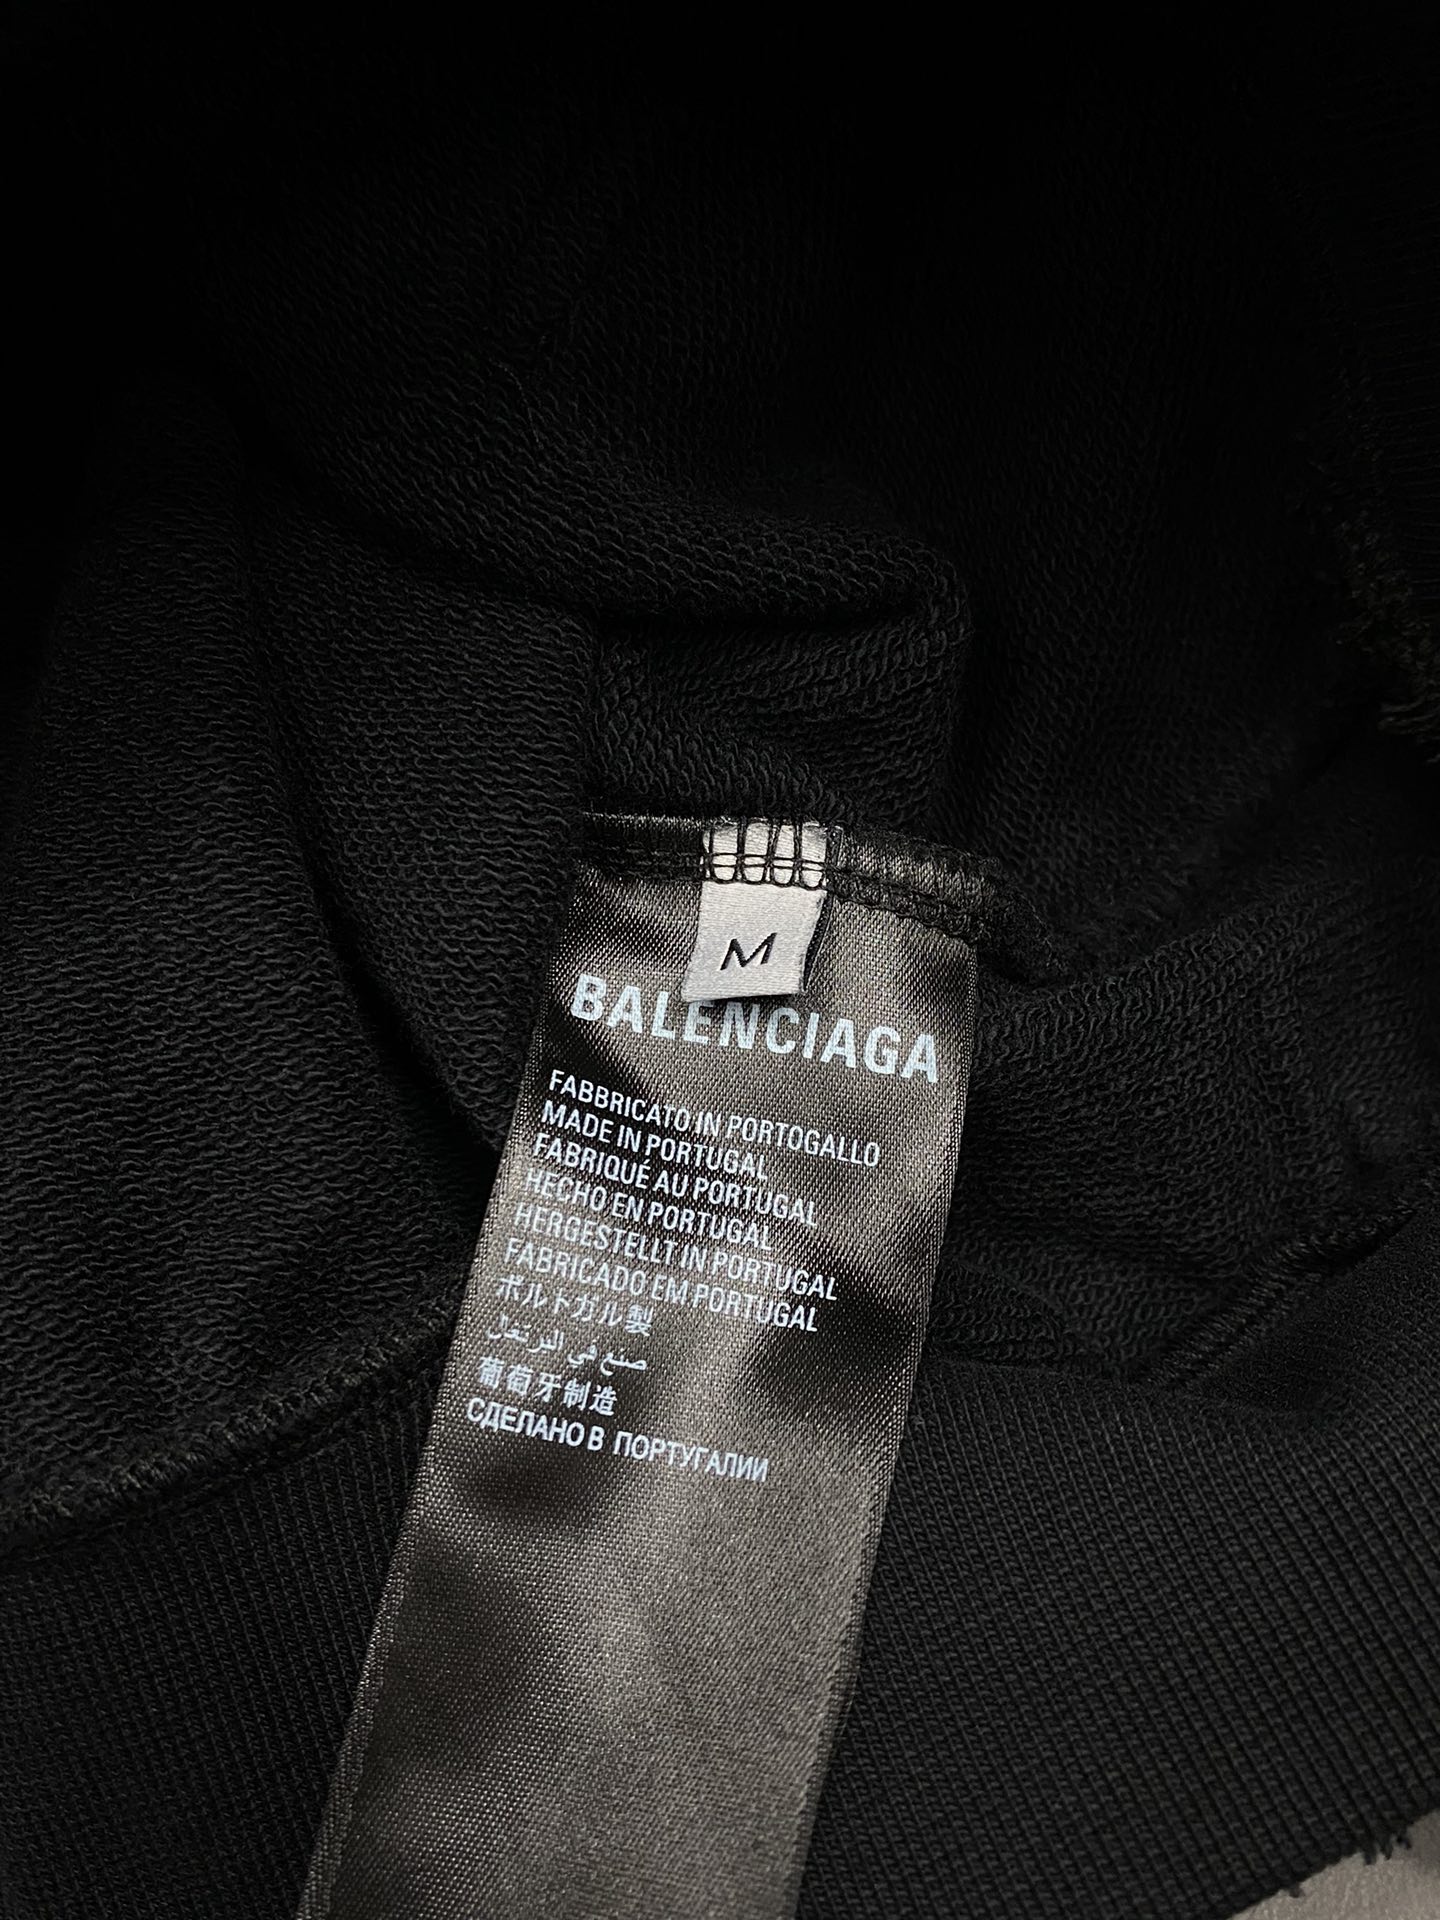 M
BALENCIAGA
FABBRICATO IN PORTOGALLO
MADE IN PORTUGAL
FABRIQUÉ AU PORTUGAL
HECHO EN PORTUGAL
HERGESTELLT IN PORTUGAL
FABRICADO EM PORTUGAL
ポルトガル製
صنع في البرتغال
葡萄牙制造
СДЕЛАНО В ПОРТУГАЛИИ